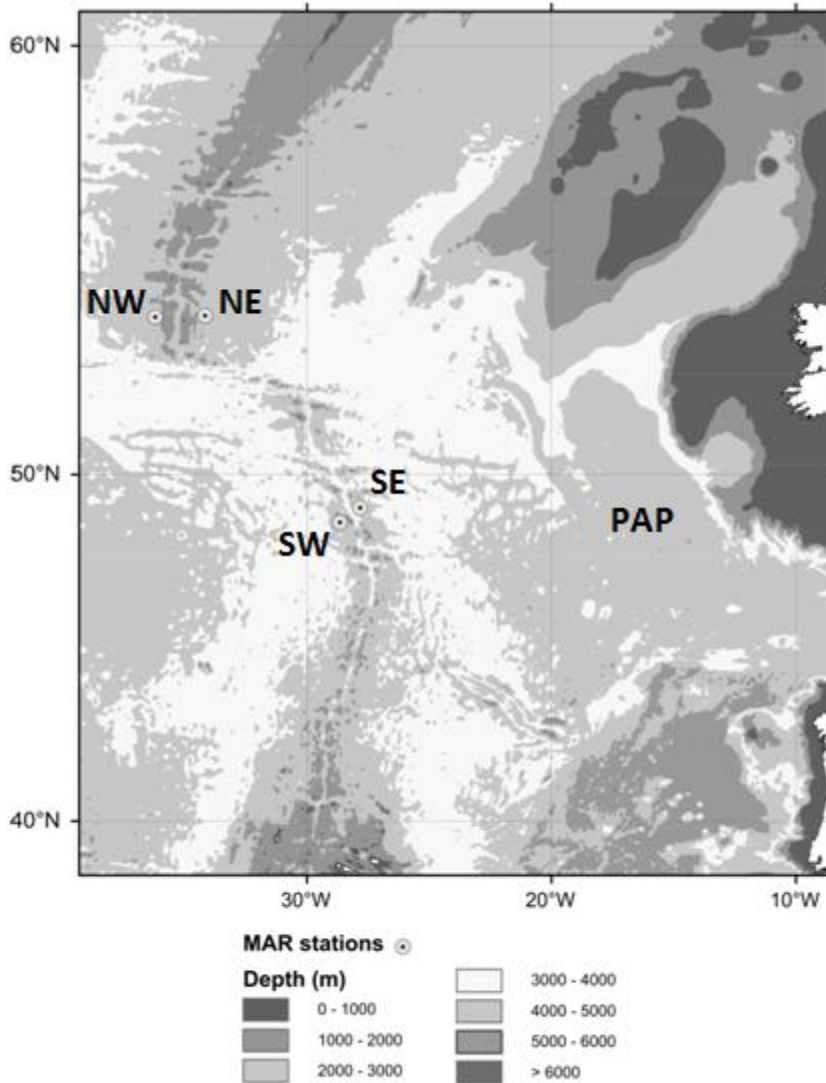 60°N
NW NE
50°N
SE
SW
PAP
40°N
30°W 20°W 10°W
MAR stations
Depth (m)
0 - 1000
1000 - 2000
2000 - 3000
3000 - 4000
4000 - 5000
5000 - 6000
> 6000